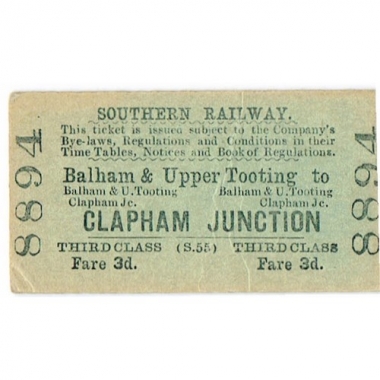 SOUTHERN RAILWAY.
This ticket is issued subject to the Company's
Bye-laws, Regulations and Conditions in their
Time Tables, Notices and Book of Regulations.
Balham & Upper Tooting to
Balham & U.Tooting Balham & U.Tooting
Clapham Jc. Clapham Jc.
CLAPHAM JUNCTION
THIRD CLASS (S.55) THIRD CLASS
Fare 3d. Fare 3d.
8894
8894